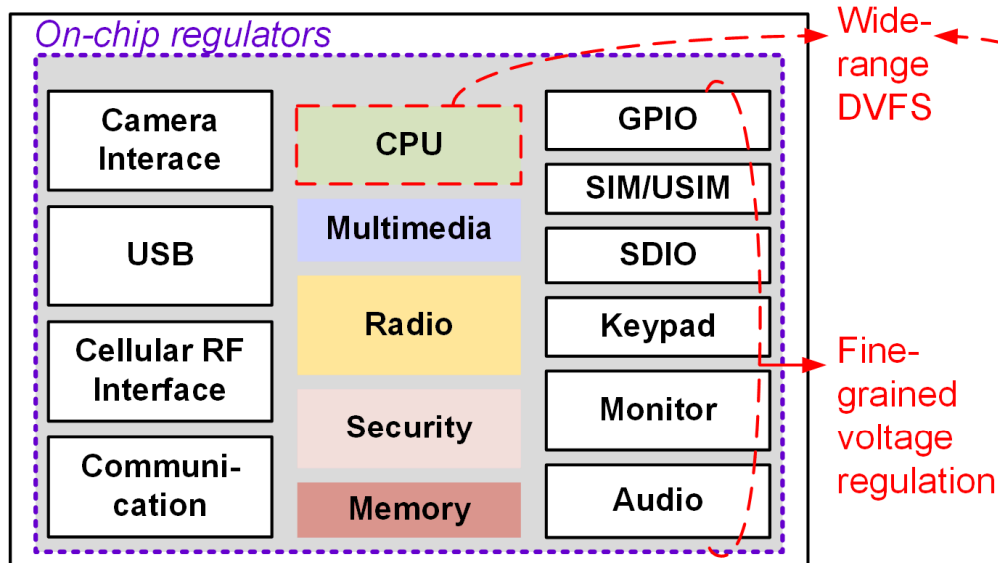 On-chip regulators
Camera
Interace
USB
Cellular RF
Interface
Communi-
cation
CPU
Multimedia
Radio
Security
Memory
GPIO
SIM/USIM
SDIO
Keypad
Monitor
Audio
Wide-
range
DVFS
Fine-
grained
voltage
regulation